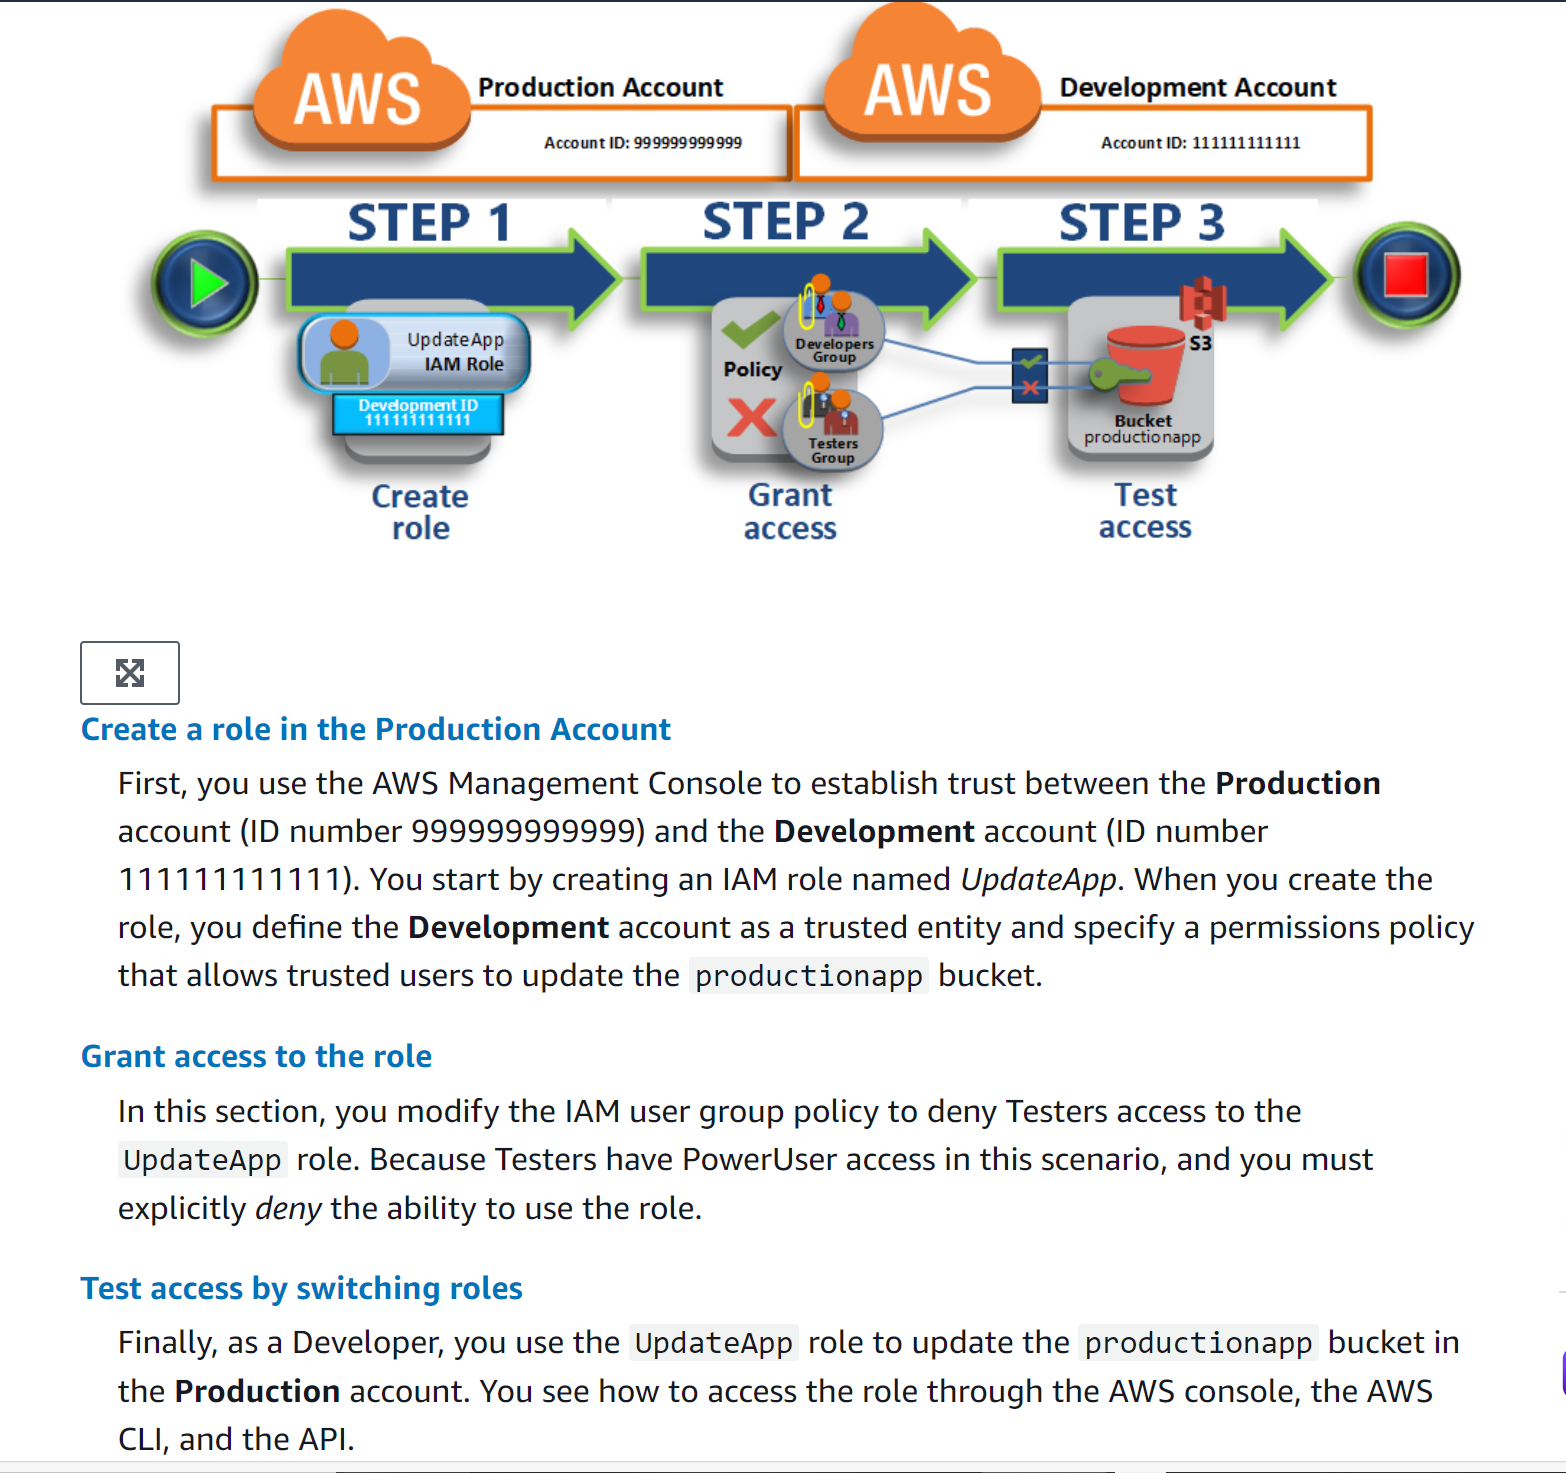 AWS
Production Account
Account ID: 999999999999
AWS
Development Account
Account ID: 111111111111
STEP 1
STEP 2
STEP 3
UpdateApp
IAM Role
Development ID
111111111111
Create
role
Policy
Developers
Group
Testers
Group
Grant
access
S3
Bucket
productionapp
Test
access
Create a role in the Production Account
First, you use the AWS Management Console to establish trust between the Production
account (ID number 999999999999) and the Development account (ID number
111111111111). You start by creating an IAM role named UpdateApp. When you create the
role, you define the Development account as a trusted entity and specify a permissions policy
that allows trusted users to update the productionapp bucket.
Grant access to the role
In this section, you modify the IAM user group policy to deny Testers access to the
UpdateApp role. Because Testers have PowerUser access in this scenario, and you must
explicitly deny the ability to use the role.
Test access by switching roles
Finally, as a Developer, you use the UpdateApp role to update the productionapp bucket in
the Production account. You see how to access the role through the AWS console, the AWS
CLI, and the API.